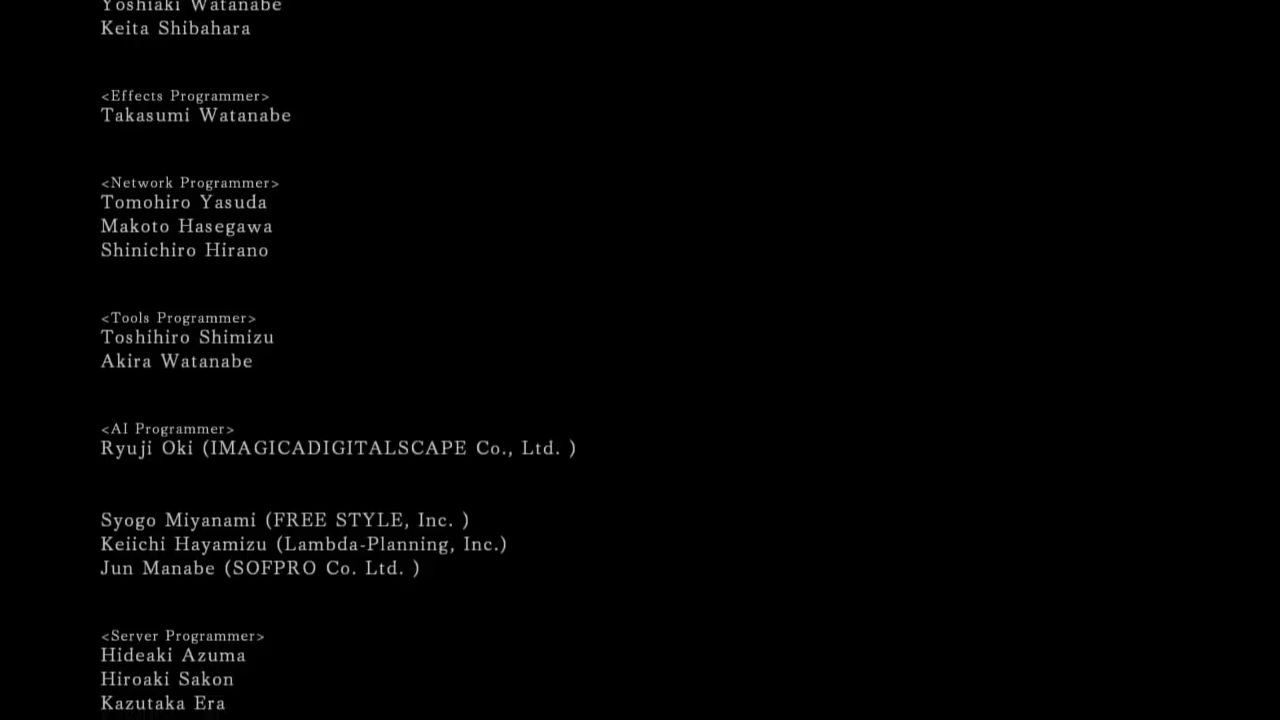 Yoshiaki Watanabe
Keita Shibahara
<Effects Programmer>
Takasumi Watanabe
<Network Programmer>
Tomohiro Yasuda
Makoto Hasegawa
Shinichiro Hirano
<Tools Programmer>
Toshihiro Shimizu
Akira Watanabe
<AI Programmer>
Ryuji Oki (IMAGICADIGITALSCAPE Co., Ltd. )
Syogo Miyanami (FREE STYLE, Inc. )
Keiichi Hayamizu (Lambda-Planning, Inc.)
Jun Manabe (SOFPRO Co. Ltd. )
<Server Programmer>
Hideaki Azuma
Hiroaki Sakon
Kazutaka Era